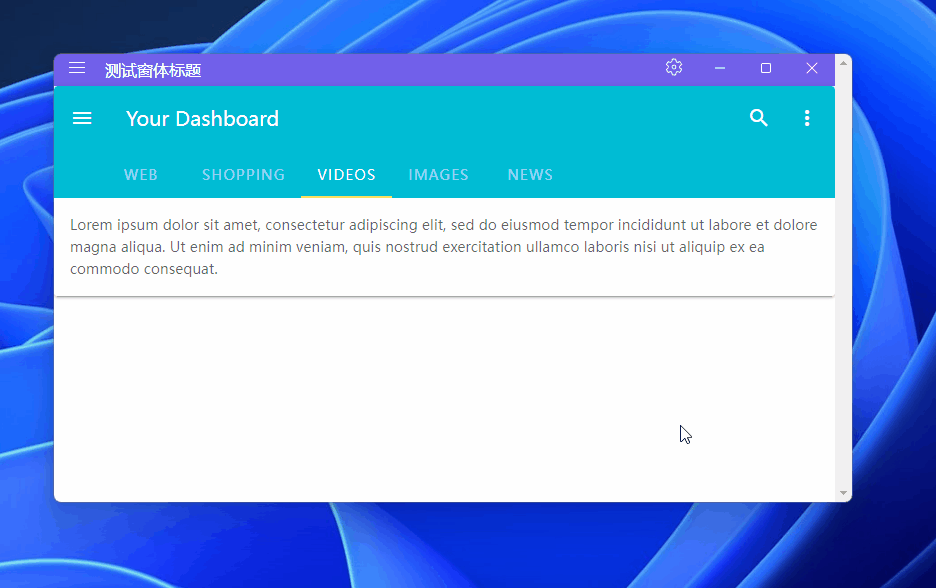 测试窗体标题
Your Dashboard
WEB SHOPPING VIDEOS IMAGES NEWS
Lorem ipsum dolor sit amet, consectetur adipiscing elit, sed do eiusmod tempor incididunt ut labore et dolore
magna aliqua. Ut enim ad minim veniam, quis nostrud exercitation ullamco laboris nisi ut aliquip ex ea
commodo consequat.